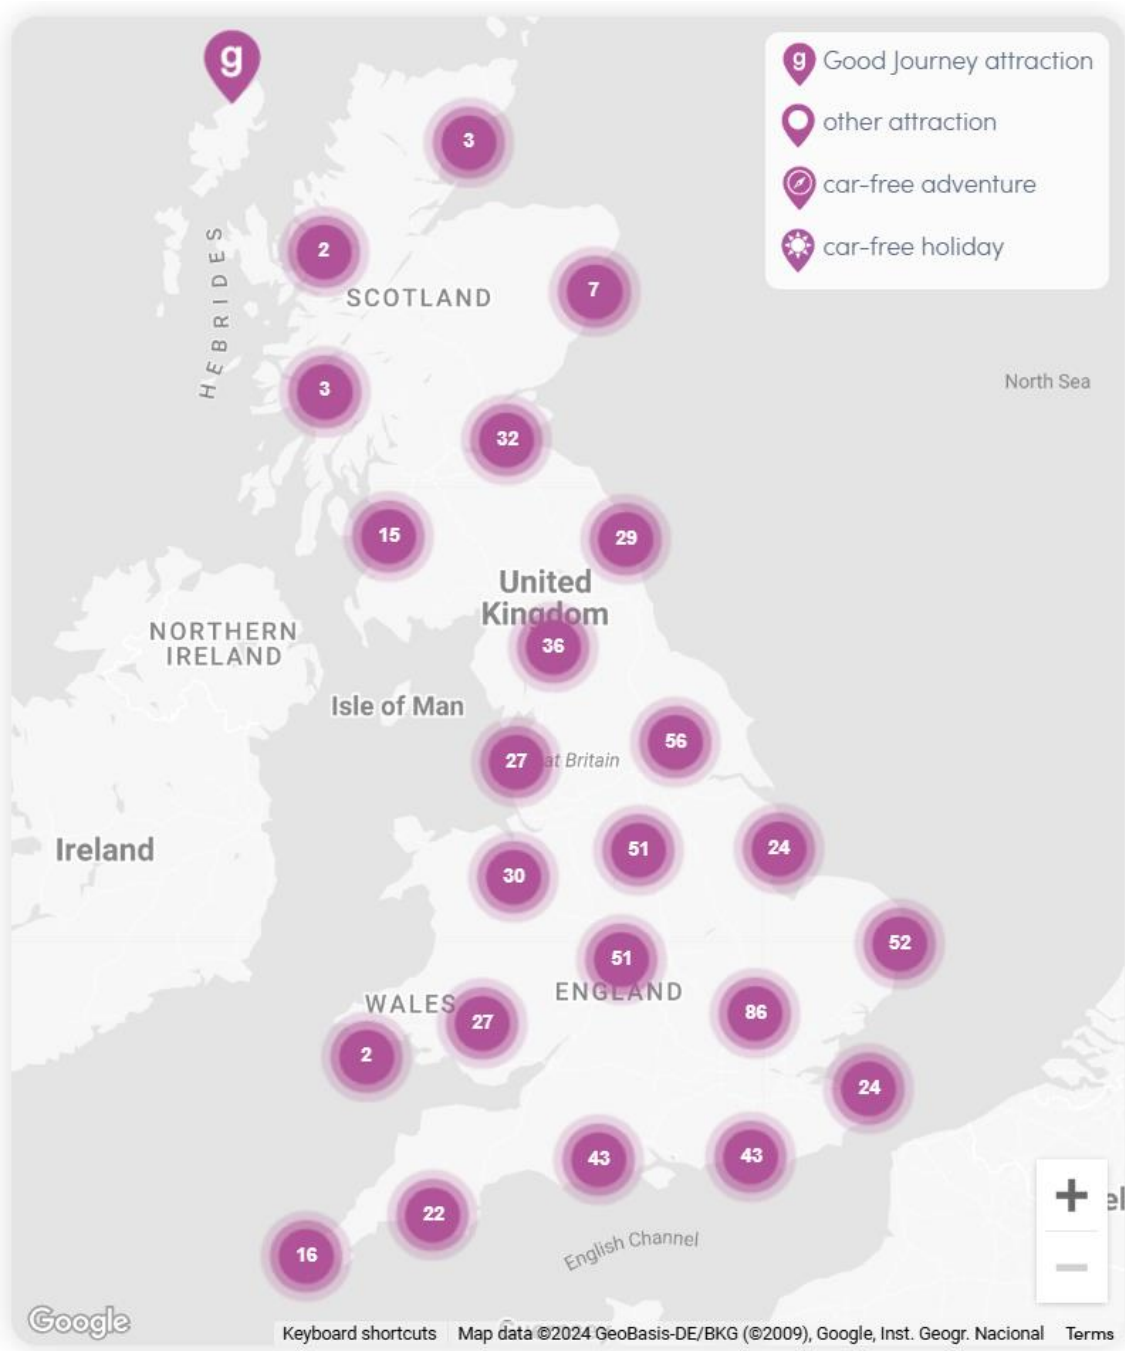 g
g Good Journey attraction
3
other attraction
car-free adventure
2
car-free holiday
HEBRIDES
7
SCOTLAND
North Sea
3
32
15
29
United
Kingdom
NORTHERN
IRELAND
36
Isle of Man
56
27
at Britain
Ireland
51
24
30
52
51
ENGLAND
WALES
86
27
2
24
43
43
el
22
English Channel
16
+
−
Google
Keyboard shortcuts Map data ©2024 GeoBasis-DE/BKG (©2009), Google, Inst. Geogr. Nacional Terms